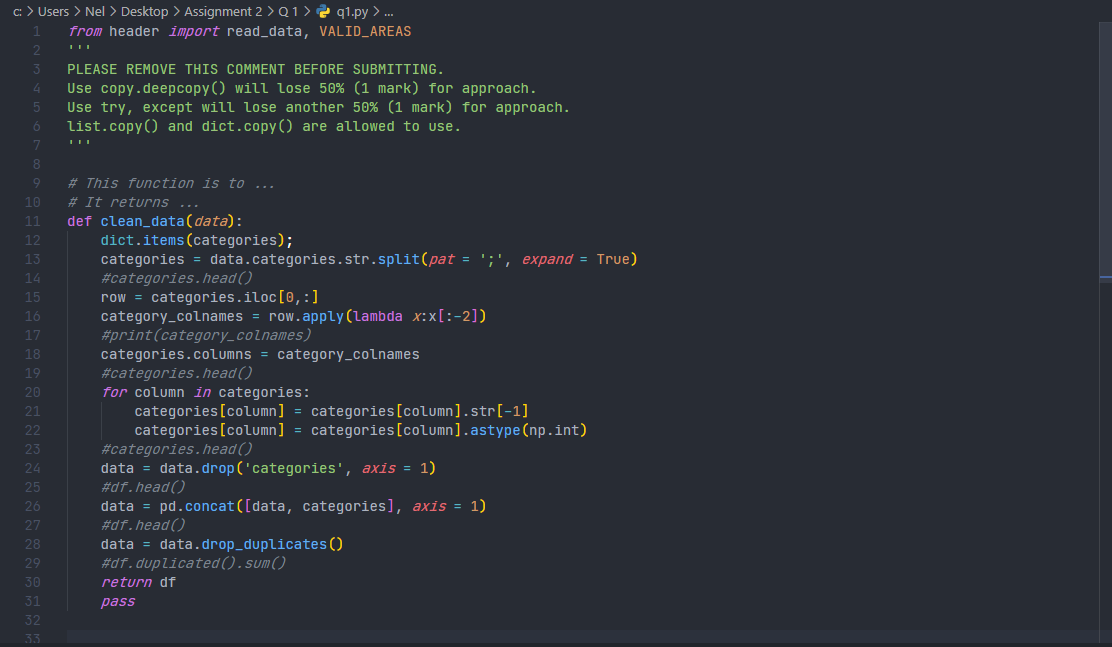 c: > Users > Nel > Desktop > Assignment 2 > Q 1 > q1.py > ...
1 from header import read_data, VALID_AREAS
2 '''
3 PLEASE REMOVE THIS COMMENT BEFORE SUBMITTING.
4 Use copy.deepcopy() will lose 50% (1 mark) for approach.
5 Use try, except will lose another 50% (1 mark) for approach.
6 list.copy() and dict.copy() are allowed to use.
7 '''
8
9 # This function is to ...
10 # It returns ...
11 def clean_data(data):
12     dict.items(categories);
13     categories = data.categories.str.split(pat = ';', expand = True)
14     #categories.head()
15     row = categories.iloc[0,:]
16     category_colnames = row.apply(lambda x:x[:-2])
17     #print(category_colnames)
18     categories.columns = category_colnames
19     #categories.head()
20     for column in categories:
21         categories[column] = categories[column].str[-1]
22         categories[column] = categories[column].astype(np.int)
23     #categories.head()
24     data = data.drop('categories', axis = 1)
25     #df.head()
26     data = pd.concat([data, categories], axis = 1)
27     #df.head()
28     data = data.drop_duplicates()
29     #df.duplicated().sum()
30     return df
31     pass
32
33